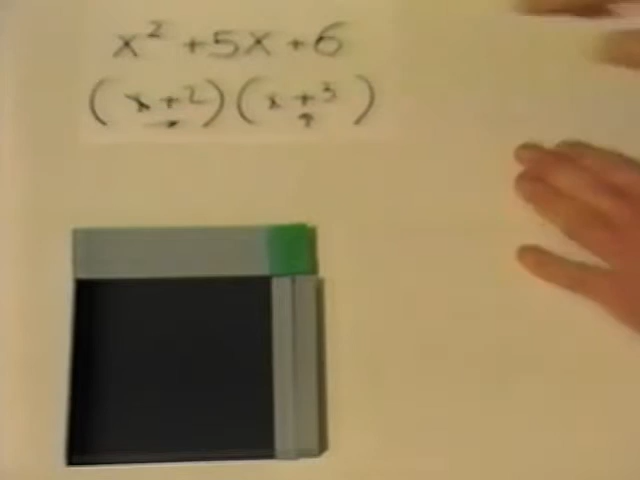 x² +5x +6
(x+2)(x+3)